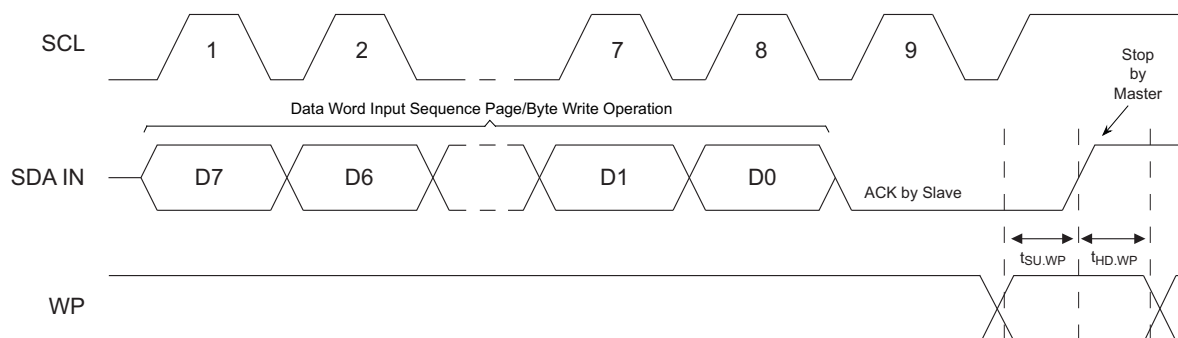 SCL
1 2 7 8 9
Stop
by
Master
Data Word Input Sequence Page/Byte Write Operation
SDA IN
D7 D6 D1 D0
ACK by Slave
tSU.WP tHD.WP
WP